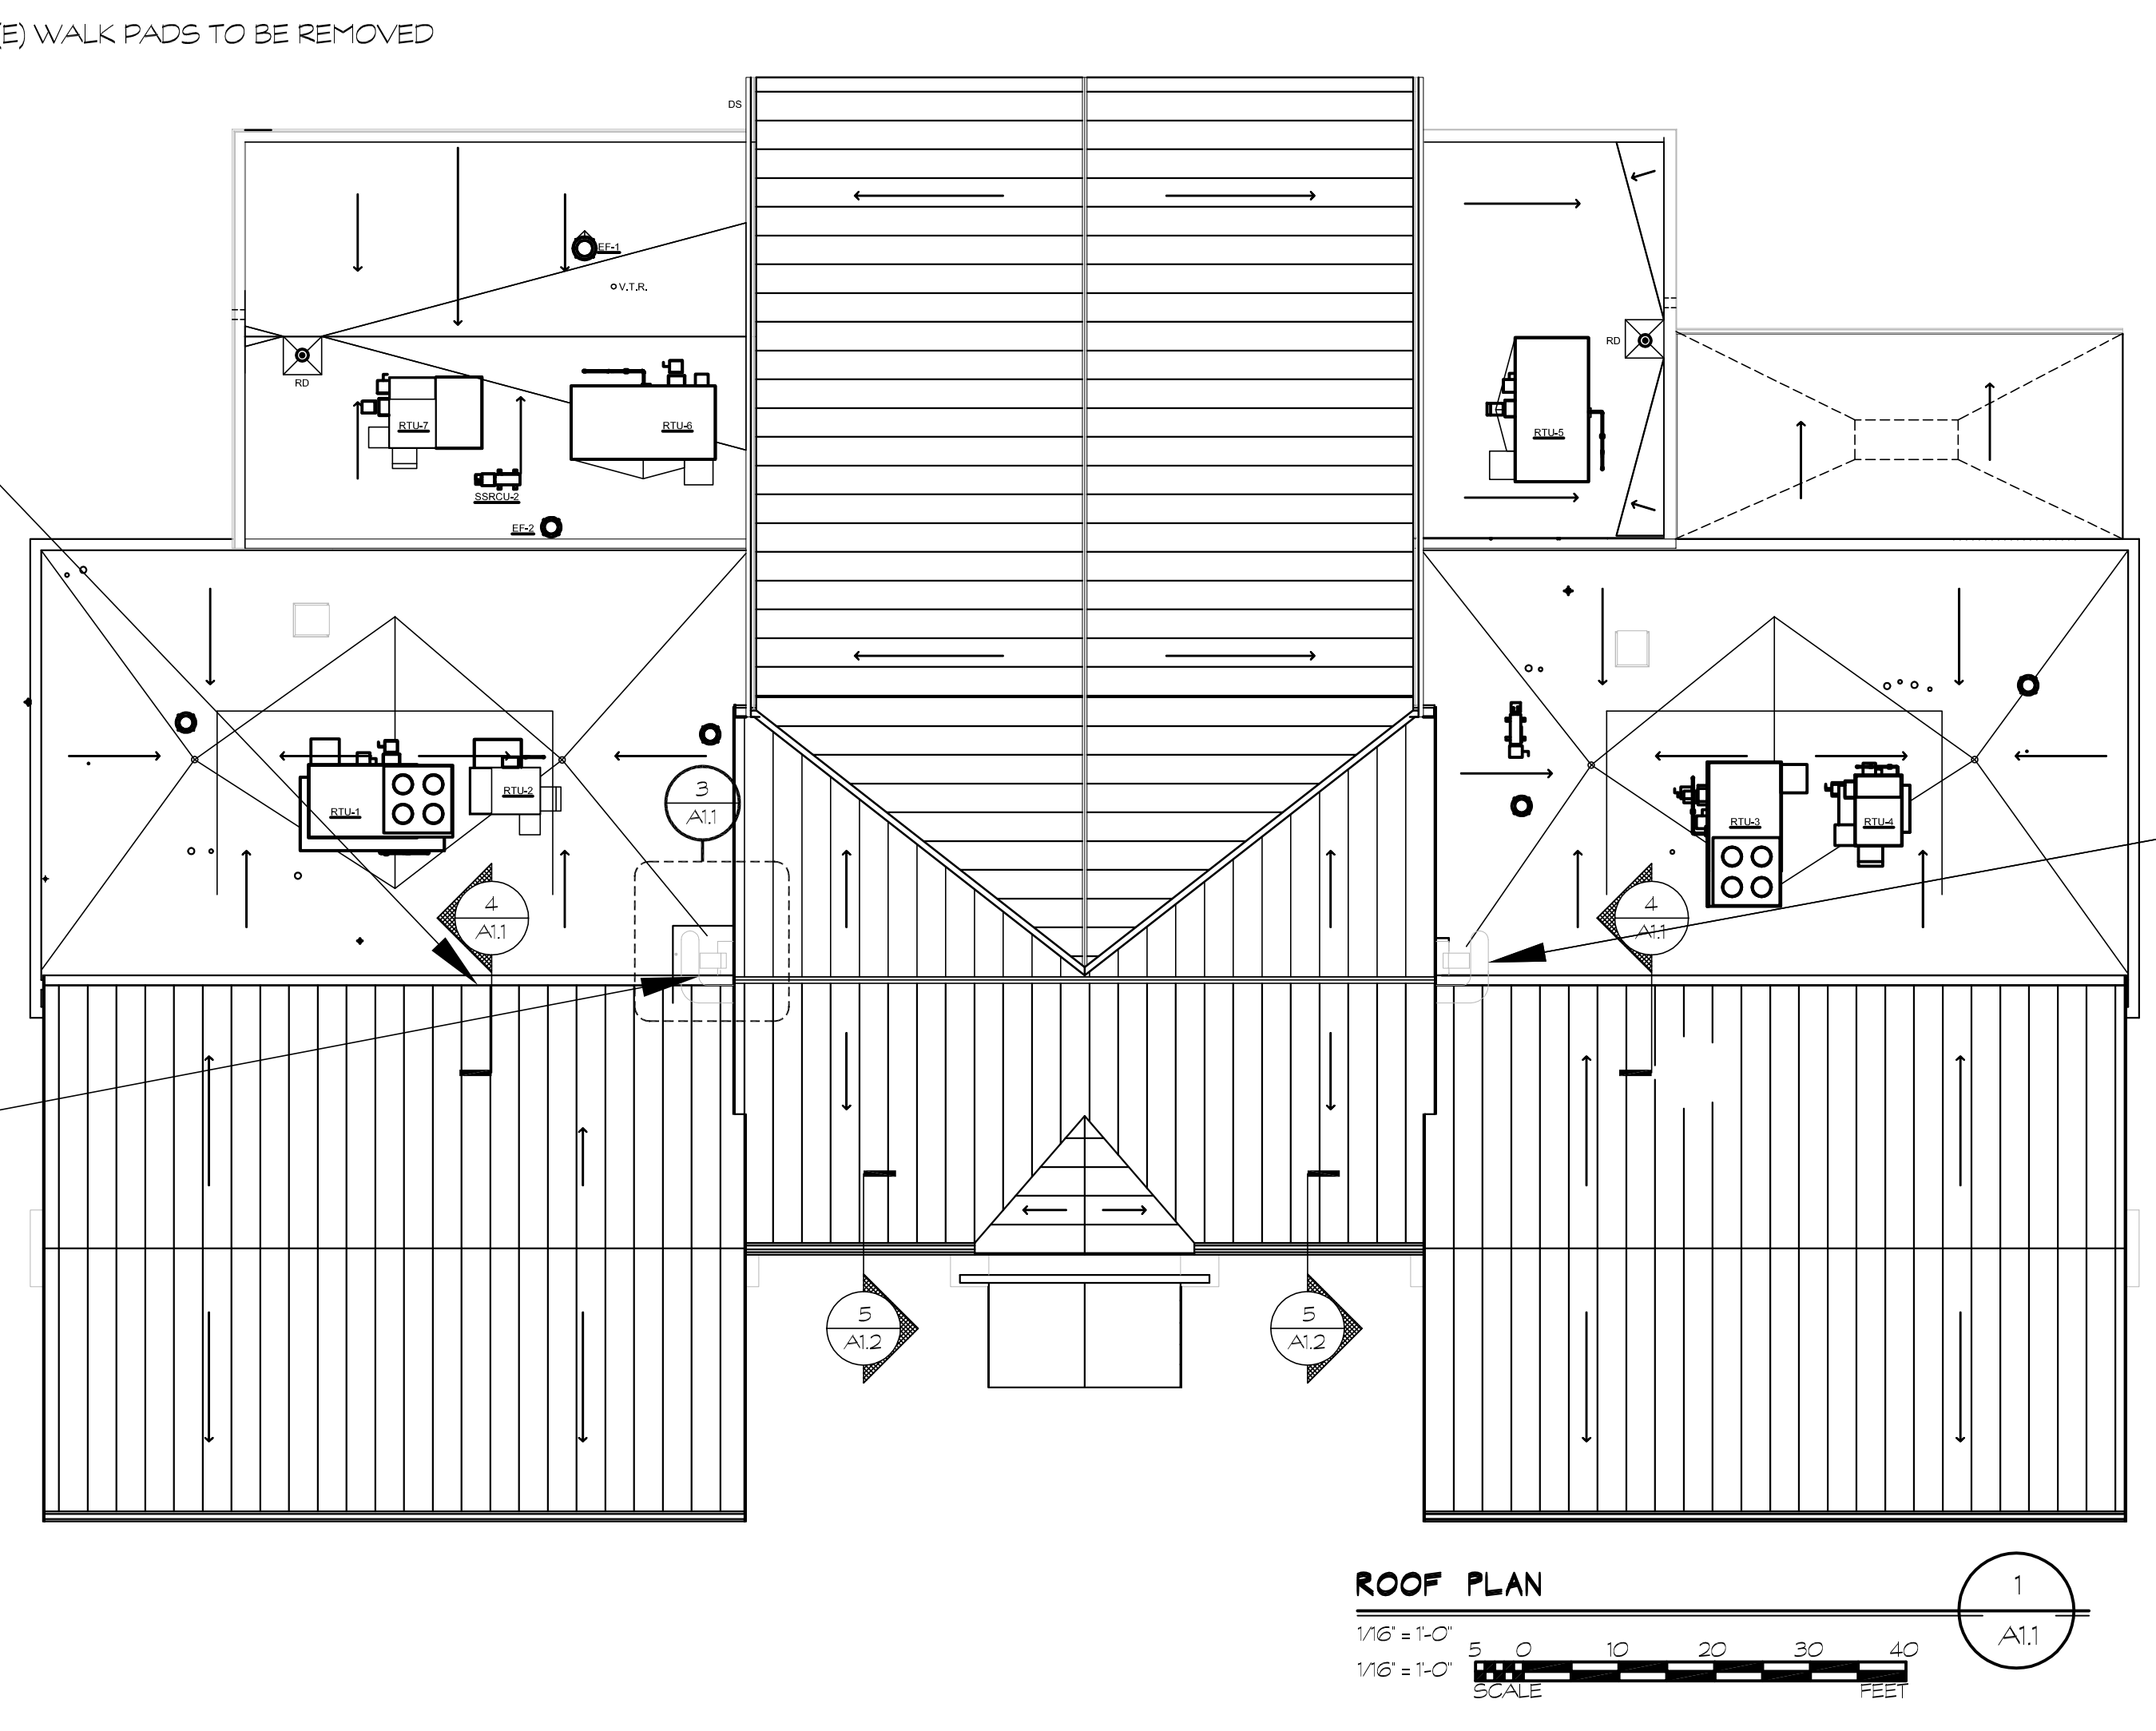 (E) WALK PADS TO BE REMOVED
DS
EF-1
V.T.R.
RD
RD
RTU-7
RTU-6
RTU-5
SSRCU-2
EF-2
3
A1.1
RTU-1
RTU-2
RTU-3
RTU-4
4
A1.1
4
A1.1
5
A1.2
5
A1.2
ROOF PLAN
1
A1.1
1/16" = 1'-0"
1/16" = 1'-0"
5 0 10 20 30 40
SCALE FEET